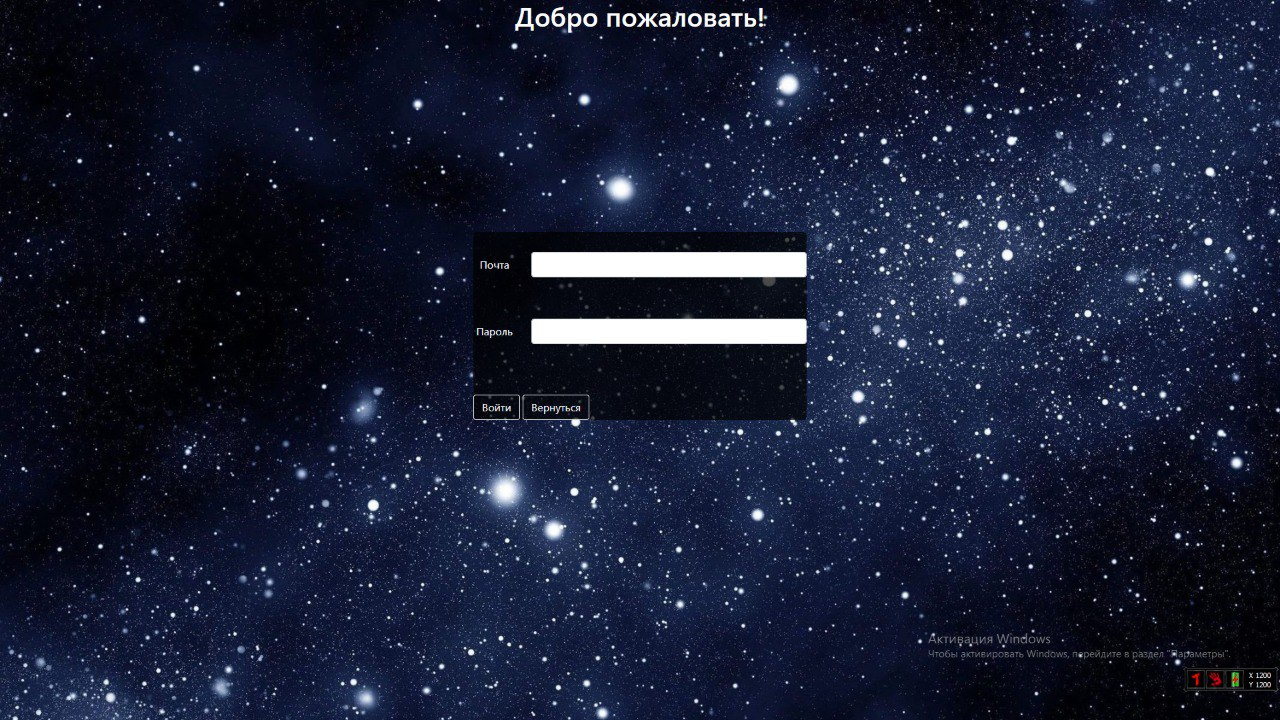 Добро пожаловать!
Почта
Пароль
Войти Вернуться
Активация Windows
Чтобы активировать Windows, перейдите в раздел "Параметры".
X 1200
Y 1200